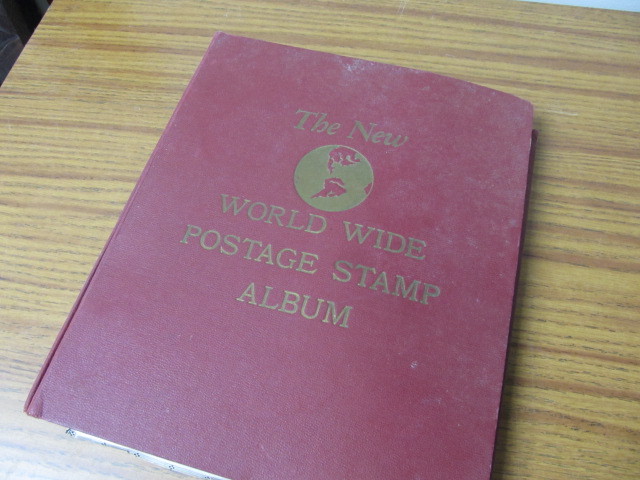 The New
WORLD WIDE
POSTAGE STAMP
ALBUM